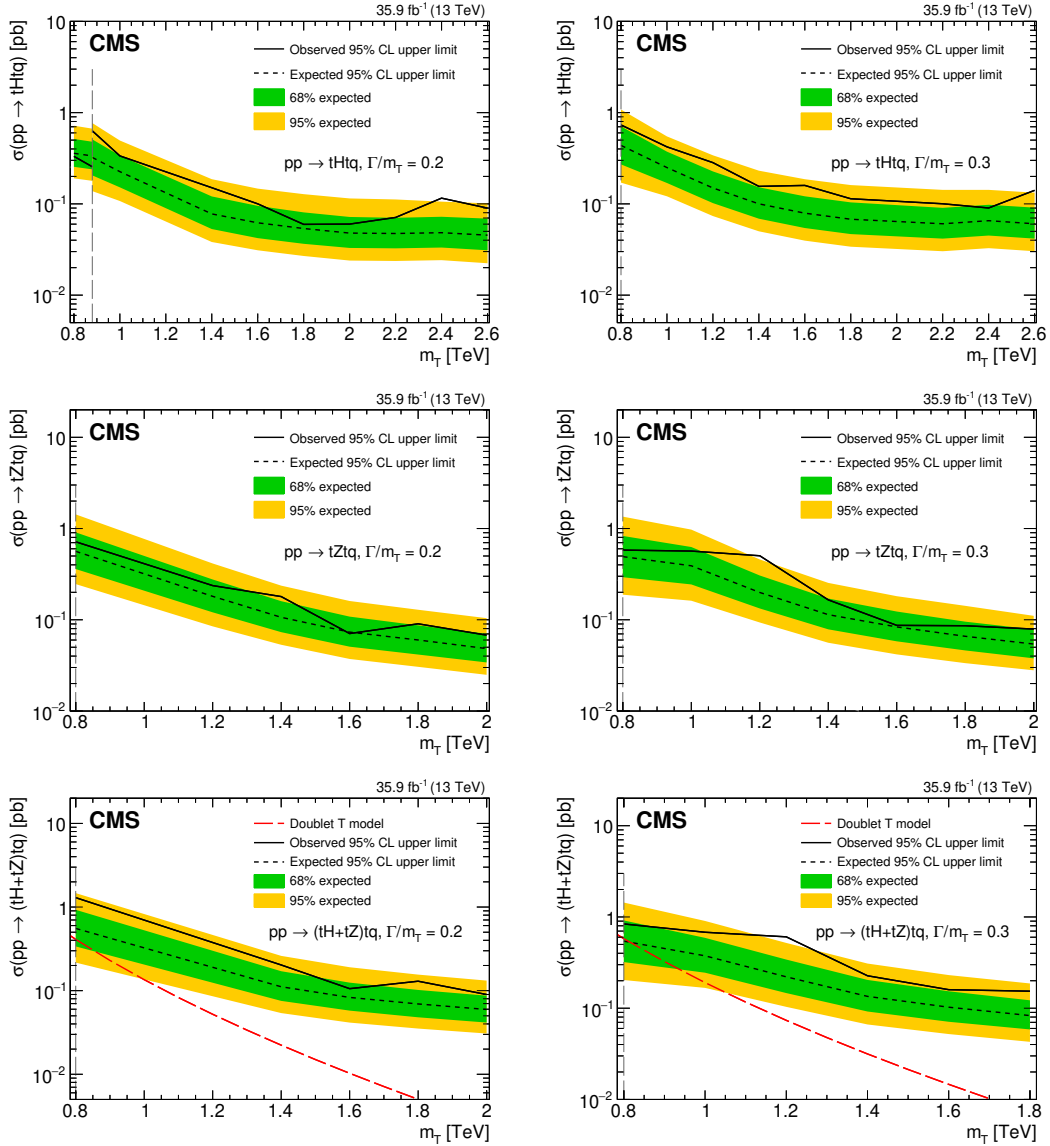 35.9 fb⁻¹ (13 TeV)
σ(pp → tHtq) [pb]
CMS
Observed 95% CL upper limit
Expected 95% CL upper limit
68% expected
95% expected
pp → tHtq, Γ/m_T = 0.2
10
1
10⁻¹
10⁻²
0.8 1 1.2 1.4 1.6 1.8 2 2.2 2.4 2.6
m_T [TeV]
35.9 fb⁻¹ (13 TeV)
σ(pp → tHtq) [pb]
CMS
Observed 95% CL upper limit
Expected 95% CL upper limit
68% expected
95% expected
pp → tHtq, Γ/m_T = 0.3
10
1
10⁻¹
10⁻²
0.8 1 1.2 1.4 1.6 1.8 2 2.2 2.4 2.6
m_T [TeV]
35.9 fb⁻¹ (13 TeV)
σ(pp → tZtq) [pb]
CMS
Observed 95% CL upper limit
Expected 95% CL upper limit
68% expected
95% expected
pp → tZtq, Γ/m_T = 0.2
10
1
10⁻¹
10⁻²
0.8 1 1.2 1.4 1.6 1.8 2
m_T [TeV]
35.9 fb⁻¹ (13 TeV)
σ(pp → tZtq) [pb]
CMS
Observed 95% CL upper limit
Expected 95% CL upper limit
68% expected
95% expected
pp → tZtq, Γ/m_T = 0.3
10
1
10⁻¹
10⁻²
0.8 1 1.2 1.4 1.6 1.8 2
m_T [TeV]
35.9 fb⁻¹ (13 TeV)
σ(pp → (tH+tZ)tq) [pb]
CMS
Doublet T model
Observed 95% CL upper limit
Expected 95% CL upper limit
68% expected
95% expected
pp → (tH+tZ)tq, Γ/m_T = 0.2
10
1
10⁻¹
10⁻²
0.8 1 1.2 1.4 1.6 1.8 2
m_T [TeV]
35.9 fb⁻¹ (13 TeV)
σ(pp → (tH+tZ)tq) [pb]
CMS
Doublet T model
Observed 95% CL upper limit
Expected 95% CL upper limit
68% expected
95% expected
pp → (tH+tZ)tq, Γ/m_T = 0.3
10
1
10⁻¹
10⁻²
0.8 1 1.2 1.4 1.6 1.8
m_T [TeV]